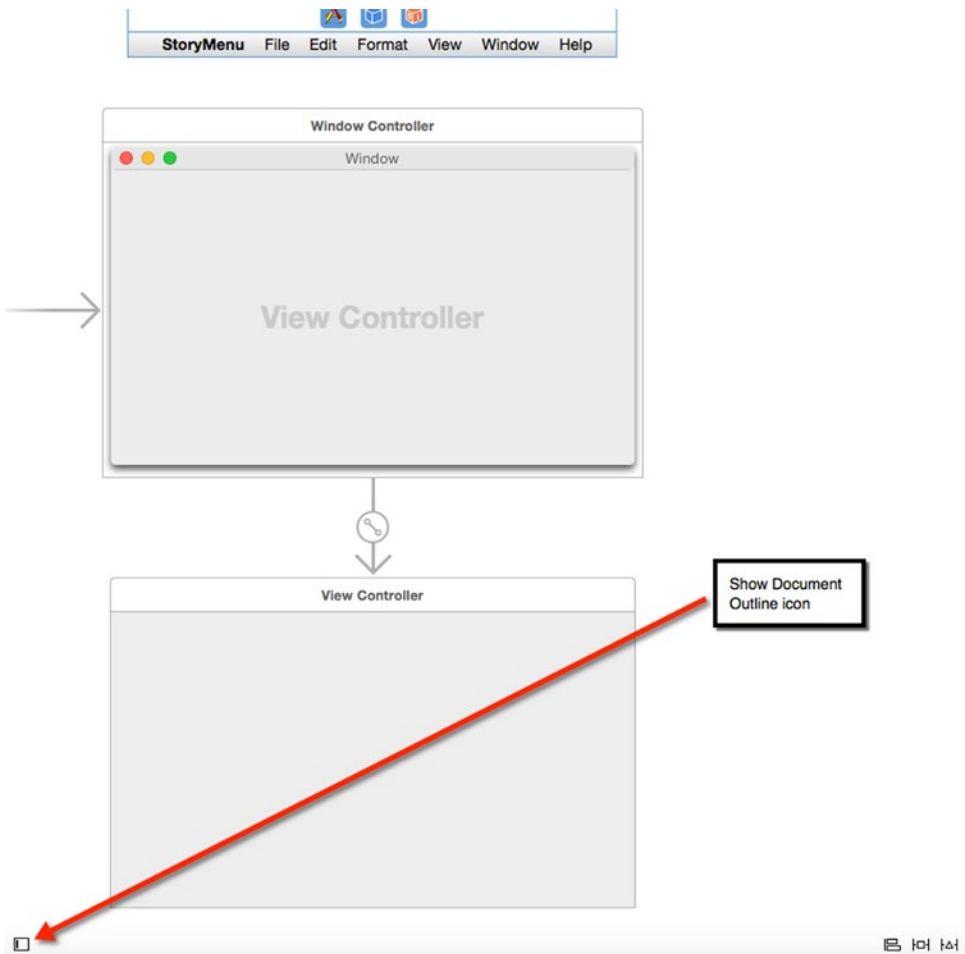 StoryMenu File Edit Format View Window Help
Window Controller
Window
View Controller
View Controller
Show Document
Outline icon